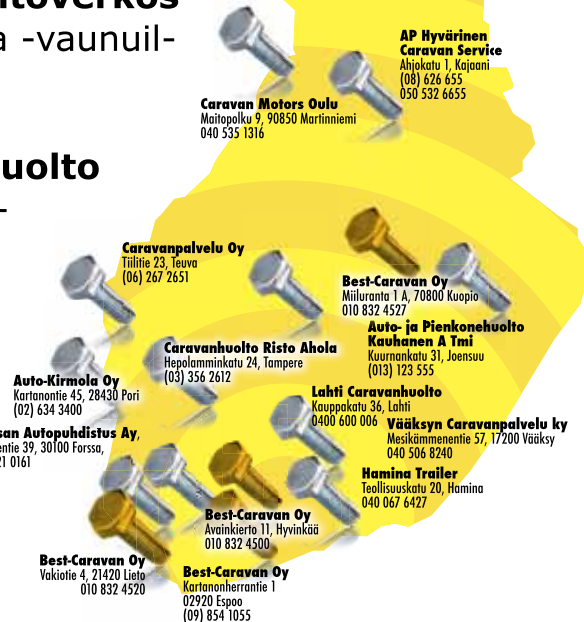 a -vaunuil-
AP Hyvärinen
Caravan Service
Ahjokatu 1, Kajaani
(08) 626 655
050 532 6655
Caravan Motors Oulu
Maitopolku 9, 90850 Martinniemi
040 535 1316
uolto
Caravanpalvelu Oy
Tiilitie 23, Teuva
(06) 267 2651
Best-Caravan Oy
Miiluranta 1 A, 70800 Kuopio
010 832 4527
Auto- ja Pienkonehuolto
Kauhanen A Tmi
Kuurnankatu 31, Joensuu
(013) 123 555
Caravanhuolto Risto Ahola
Hepolamminkatu 24, Tampere
(03) 356 2612
Auto-Kirmola Oy
Kartanontie 45, 28430 Pori
(02) 634 3400
Lahti Caravanhuolto
Kauppakatu 36, Lahti
0400 600 006
Vääksyn Caravanpalvelu ky
Mesikämmenentie 57, 17200 Vääksy
040 506 8240
san Autopuhdistus Ay,
entie 39, 30100 Forssa,
21 0161
Hamina Trailer
Teollisuuskatu 20, Hamina
040 067 6427
Best-Caravan Oy
Avainkierto 11, Hyvinkää
010 832 4500
Best-Caravan Oy
Vakiotie 4, 21420 Lieto
010 832 4520
Best-Caravan Oy
Kartanonherrantie 1
02920 Espoo
(09) 854 1055